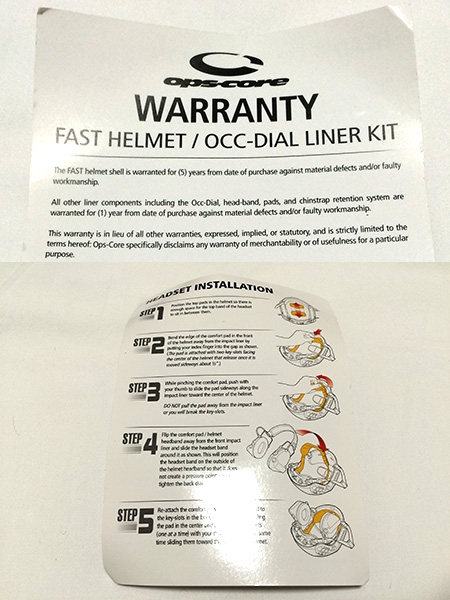 ops-core
WARRANTY
FAST HELMET / OCC-DIAL LINER KIT
The FAST helmet shell is warranted for (5) years from date of purchase against material defects and/or faulty
workmanship.
All other liner components including the Occ-Dial, head-band, pads, and chinstrap retention system are
warranted for (1) year from date of purchase against material defects and/or faulty workmanship.
This warranty is in lieu of all other warranties, expressed, implied, or statutory, and is strictly limited to the
terms hereof: Ops-Core specifically disclaims any warranty of merchantability or of usefulness for a particular
purpose.
HEADSET INSTALLATION
STEP 1
Position the top pads in the helmet so there is
enough space for the top band of the headset
to sit in between them.
STEP 2
Bend the edge of the comfort pad in the front
of the helmet away from the impact liner by
putting your index finger into the gap as shown.
(The pad is attached with two key-slots facing
the center of the helmet that release once it is
moved sideways about ½".)
STEP 3
While pinching the comfort pad, push with
your thumb to slide the pad sideways along the
impact liner toward the center of the helmet.
DO NOT pull the pad away from the impact liner
or you will break the key-slots.
STEP 4
Flip the comfort pad / helmet
headband away from the front impact
liner and slide the headset band
around it as shown. This will position
the headset band on the outside of
the helmet headband so that it does
not create a pressure point
tighten the back
STEP 5
Re-attach the comfort to
the key-slots in the
the pad in the center and
(one at a time) with your same
time sliding them toward